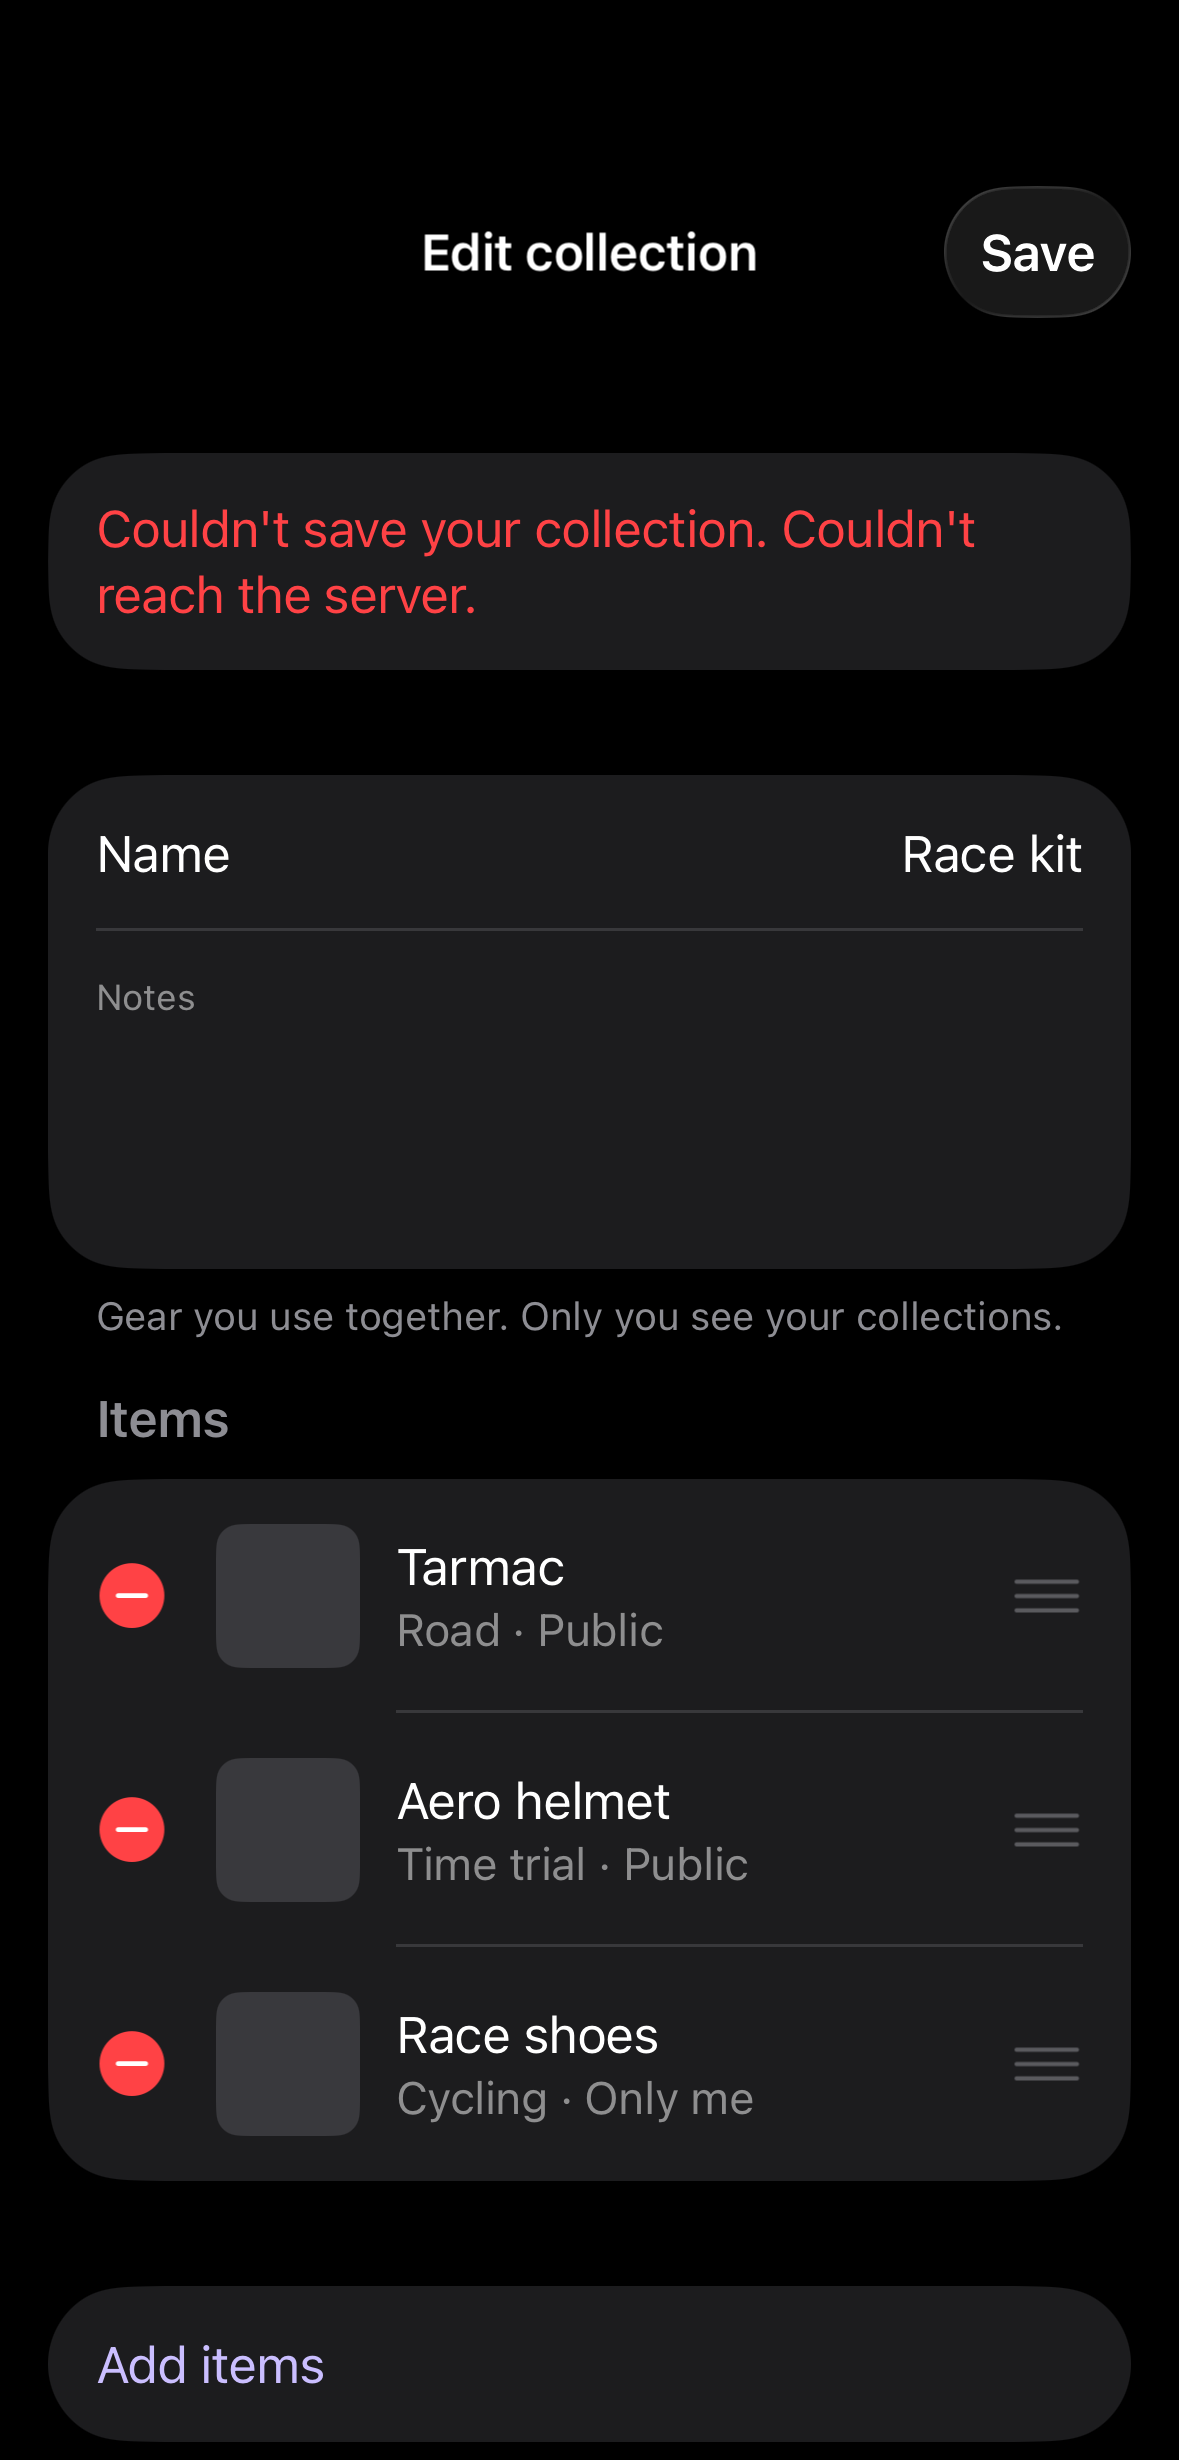 Edit collection
Save
Couldn't save your collection. Couldn't
reach the server.
Name
Race kit
Notes
Gear you use together. Only you see your collections.
Items
Tarmac
Road · Public
Aero helmet
Time trial · Public
Race shoes
Cycling · Only me
Add items